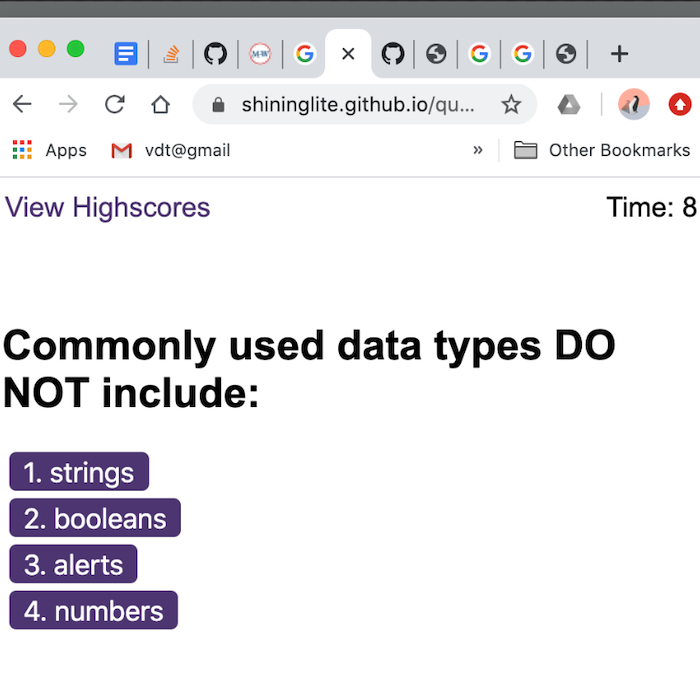 M-W
shininglite.github.io/qu...
Apps vdt@gmail » Other Bookmarks
View Highscores Time: 8
Commonly used data types DO
NOT include:
1. strings
2. booleans
3. alerts
4. numbers